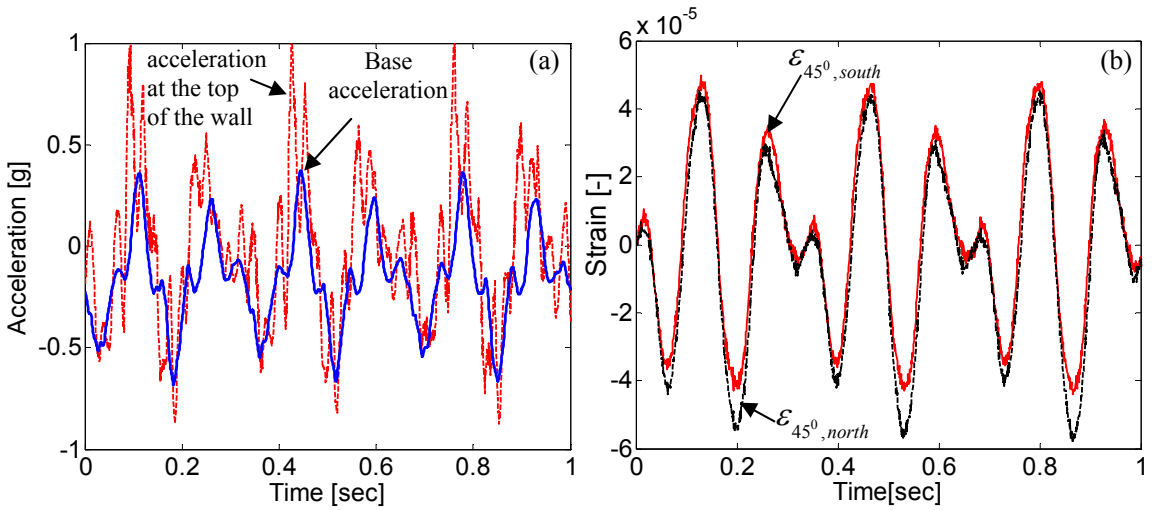 (a)
acceleration
at the top
of the wall
Base
acceleration
Acceleration [g]
1
0.5
0
-0.5
-1
0 0.2 0.4 0.6 0.8 1
Time [sec]
x 10⁻⁵
(b)
ε45⁰, south
ε45⁰, north
Strain [-]
6
4
2
0
-2
-4
-6
0 0.2 0.4 0.6 0.8 1
Time[sec]